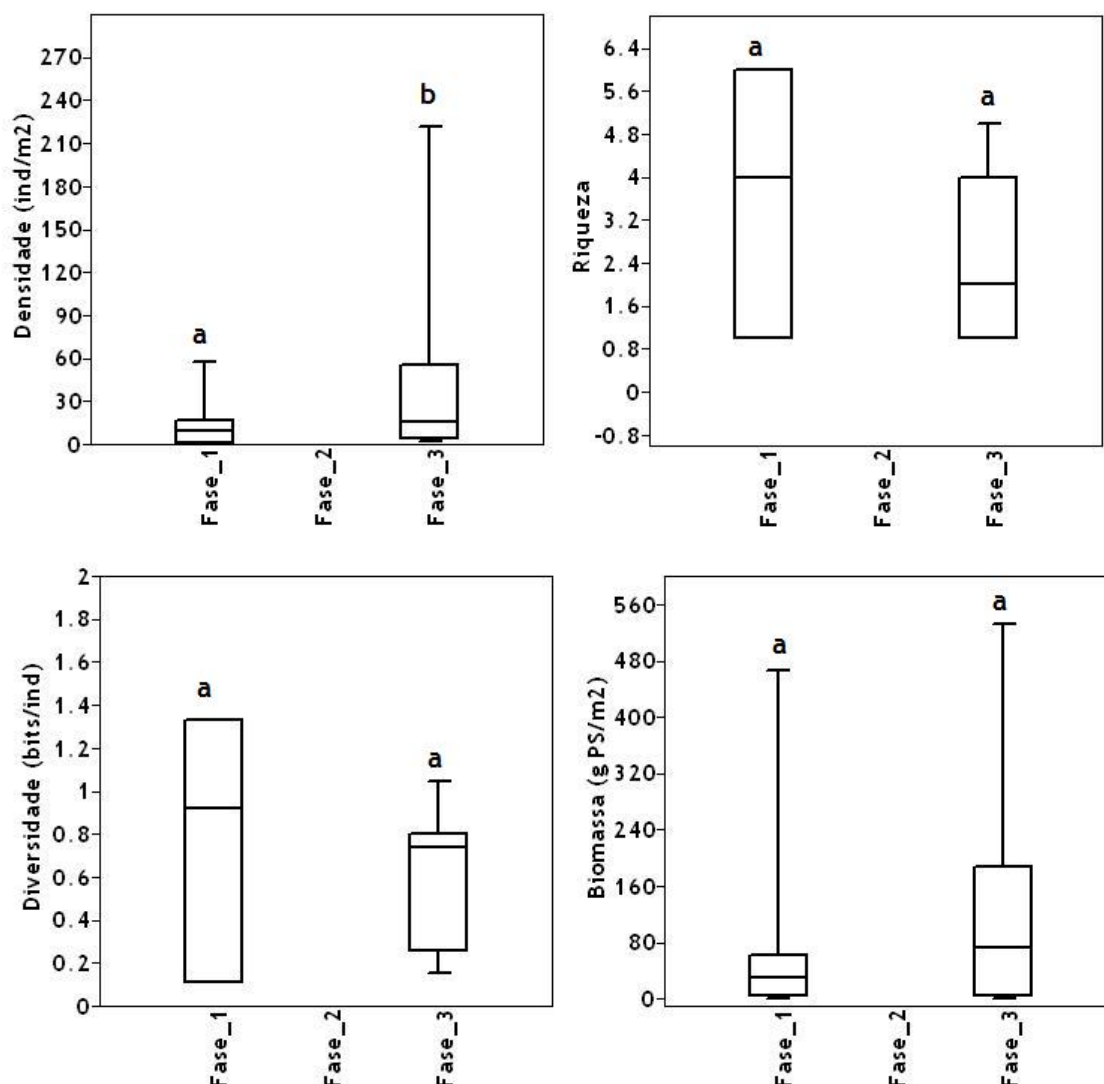 Densidade (ind/m2)
270
240
210
180
150
120
90
60
30
0
a
b
Fase_1
Fase_2
Fase_3
Riqueza
6.4
5.6
4.8
4
3.2
2.4
1.6
0.8
0
-0.8
a
a
Fase_1
Fase_2
Fase_3
Diversidade (bits/ind)
2
1.8
1.6
1.4
1.2
1
0.8
0.6
0.4
0.2
0
a
a
Fase_1
Fase_2
Fase_3
Biomassa (g PS/m2)
560
480
400
320
240
160
80
0
a
a
Fase_1
Fase_2
Fase_3